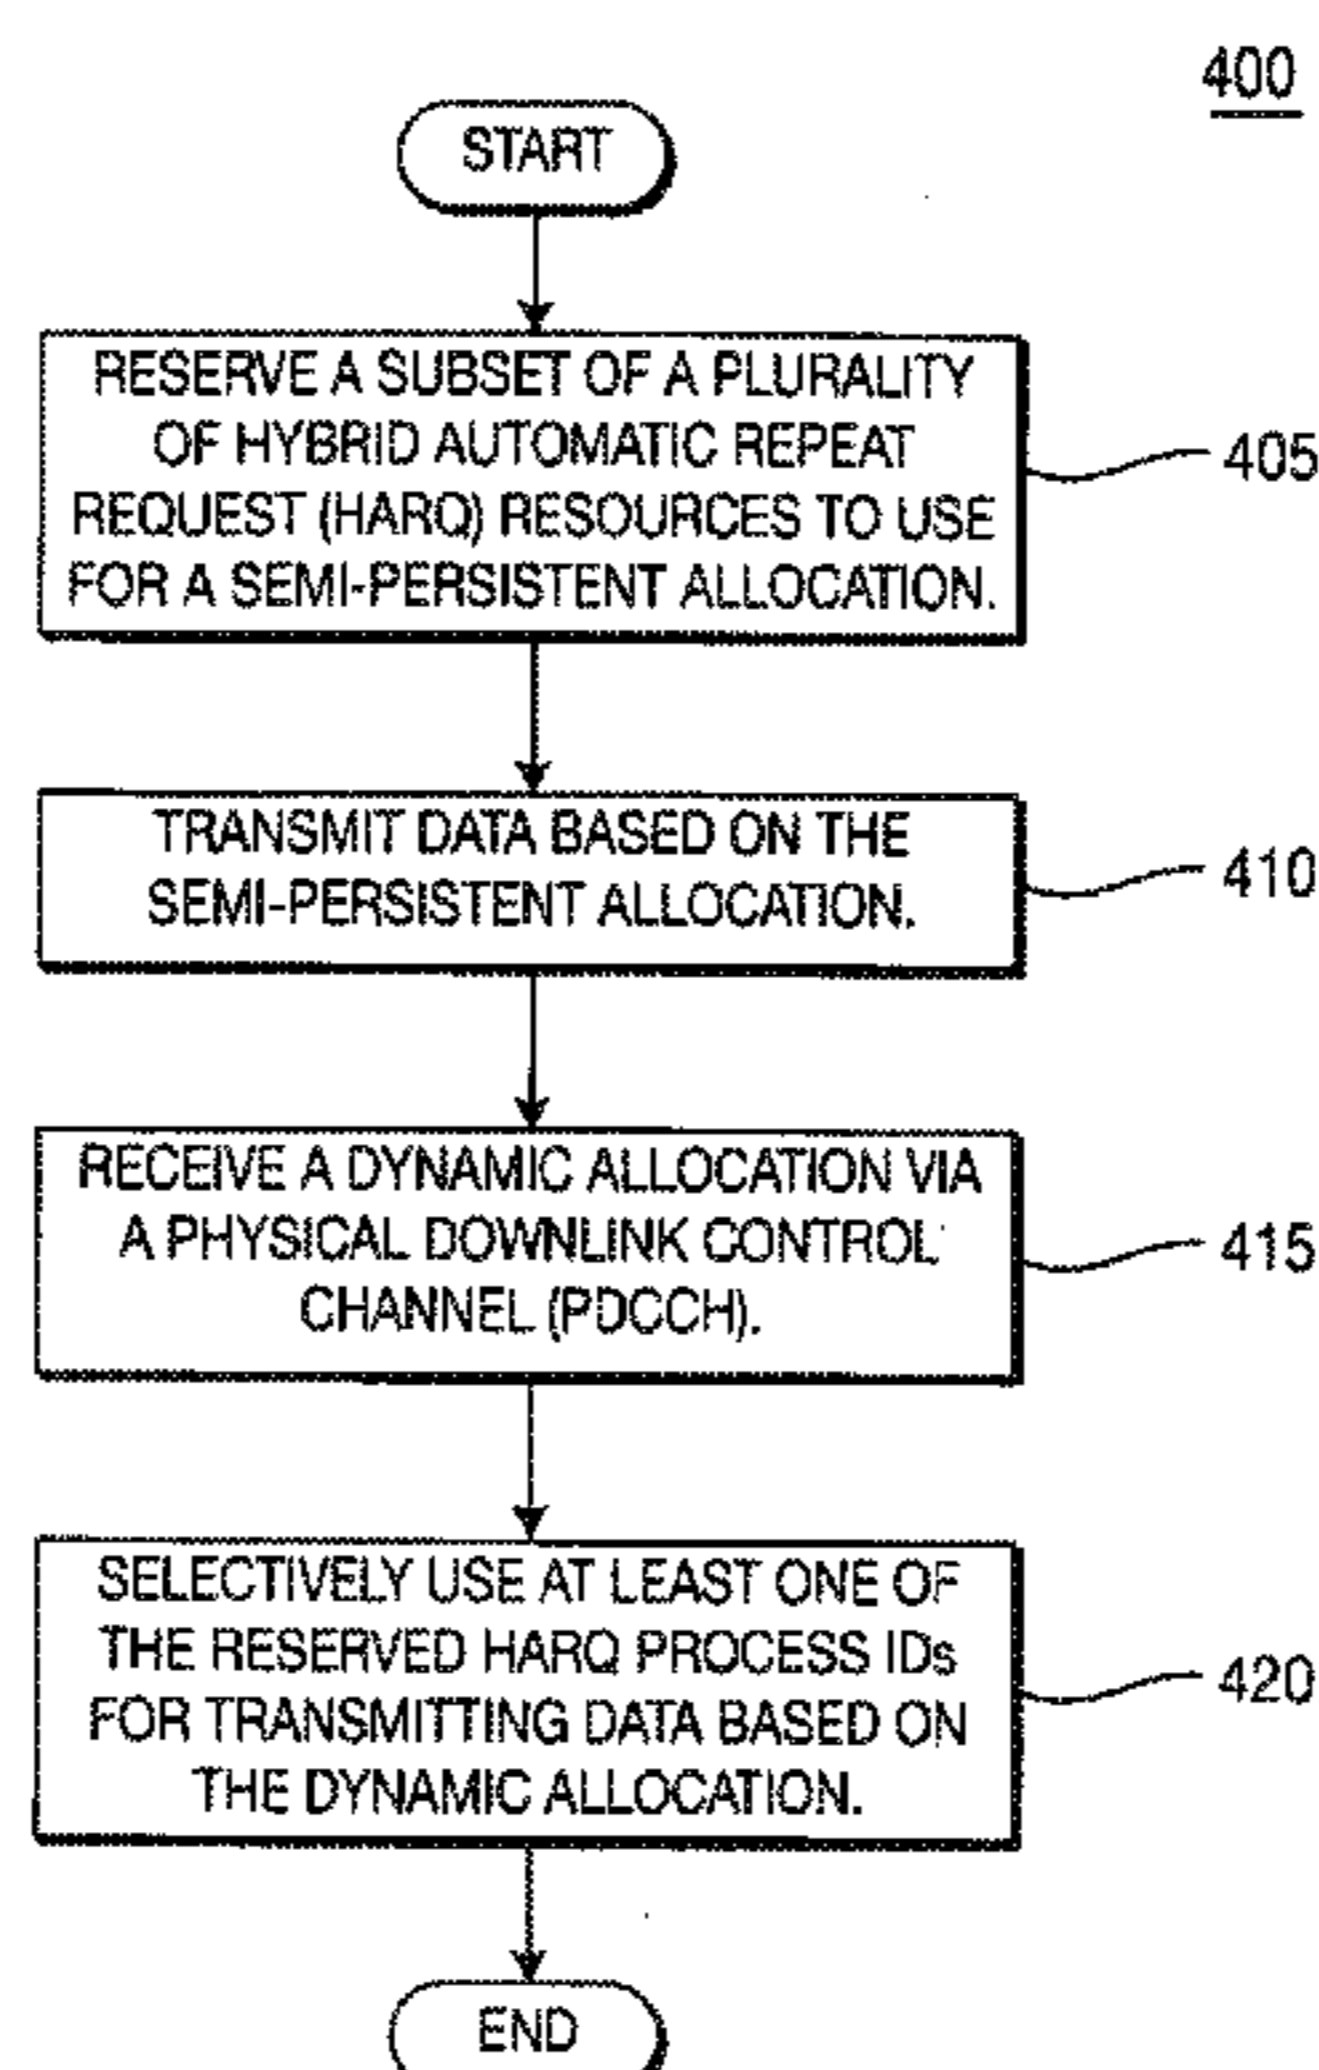 400
START
RESERVE A SUBSET OF A PLURALITY
OF HYBRID AUTOMATIC REPEAT
REQUEST (HARQ) RESOURCES TO USE
FOR A SEMI-PERSISTENT ALLOCATION.
405
TRANSMIT DATA BASED ON THE
SEMI-PERSISTENT ALLOCATION.
410
RECEIVE A DYNAMIC ALLOCATION VIA
A PHYSICAL DOWNLINK CONTROL
CHANNEL (PDCCH).
415
SELECTIVELY USE AT LEAST ONE OF
THE RESERVED HARQ PROCESS IDs
FOR TRANSMITTING DATA BASED ON
THE DYNAMIC ALLOCATION.
420
END